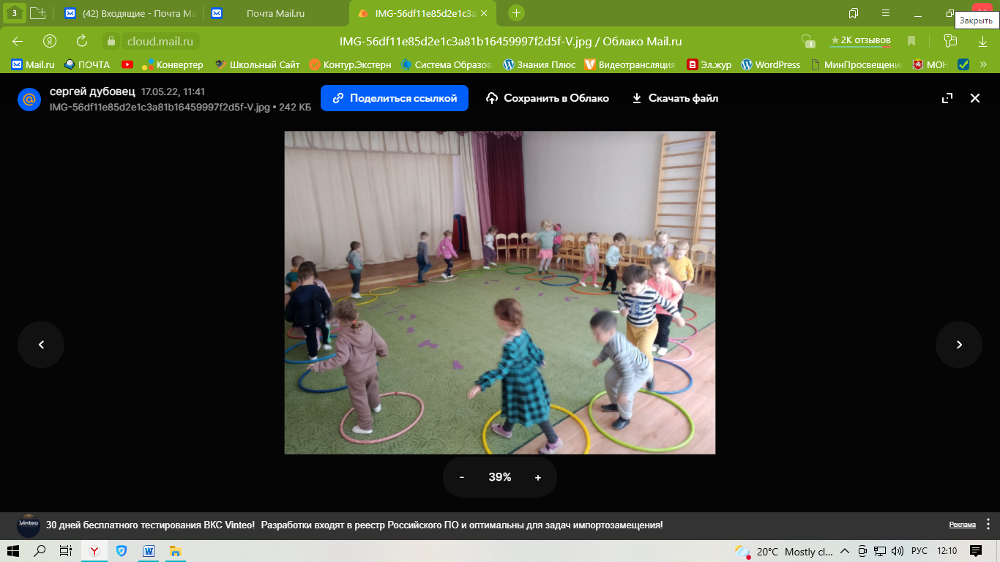 3
(42) Входящие - Почта Ma
Почта Mail.ru
IMG-56df11e85d2e1c3a
Закрыть
cloud.mail.ru
IMG-56df11e85d2e1c3a81b16459997f2d5f-V.jpg / Облако Mail.ru
1
2К отзывов
Mail.ru
ПОЧТА
Конвертер
Школьный Сайт
Контур.Экстерн
Система Образов
Знания Плюс
Видеотрансляция
Эл.жур
WordPress
МинПросвещени
МОН
сергей дубовец 17.05.22, 11:41
IMG-56df11e85d2e1c3a81b16459997f2d5f-V.jpg • 242 КБ
Поделиться ссылкой
Сохранить в Облако
Скачать файл
- 39% +
Vinteo
30 дней бесплатного тестирования ВКС Vinteo! Разработки входят в реестр Российского ПО и оптимальны для задач импортозамещения!
Реклама
20°C Mostly cl...
РУС
12:10